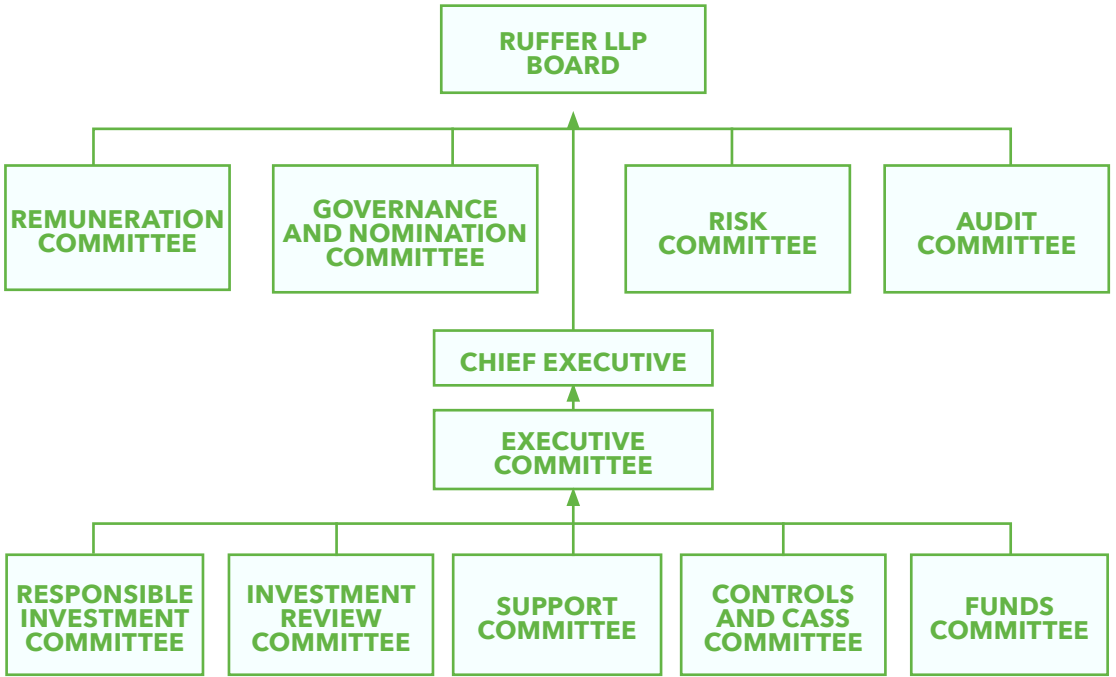 RUFFER LLP
BOARD
REMUNERATION
COMMITTEE
GOVERNANCE
AND NOMINATION
COMMITTEE
RISK
COMMITTEE
AUDIT
COMMITTEE
CHIEF EXECUTIVE
EXECUTIVE
COMMITTEE
RESPONSIBLE
INVESTMENT
COMMITTEE
INVESTMENT
REVIEW
COMMITTEE
SUPPORT
COMMITTEE
CONTROLS
AND CASS
COMMITTEE
FUNDS
COMMITTEE